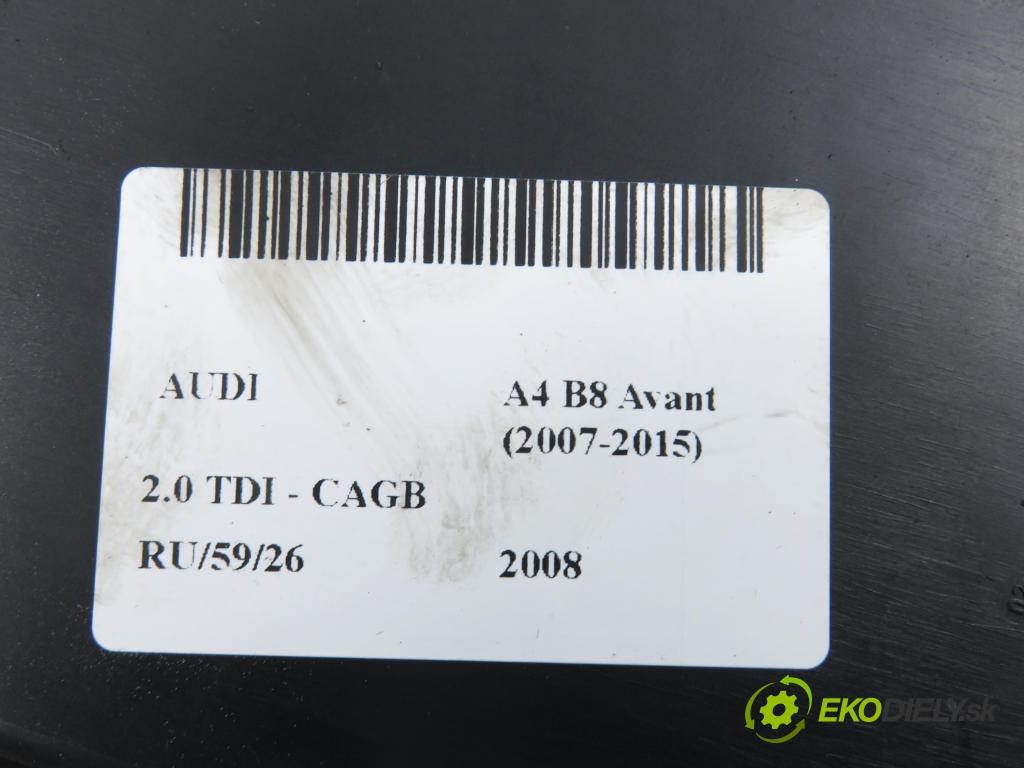 AUDI
A4 B8 Avant
(2007-2015)
2.0 TDI - CAGB
RU/59/26
2008
EKODIELY.sk